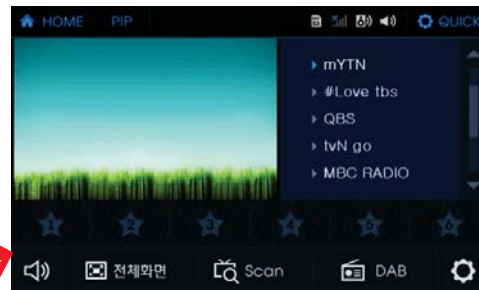 HOME PIP QUICK
mYTN
#Love tbs
QBS
tvN go
MBC RADIO
1 2 3 4 5 6
전체화면 Scan DAB